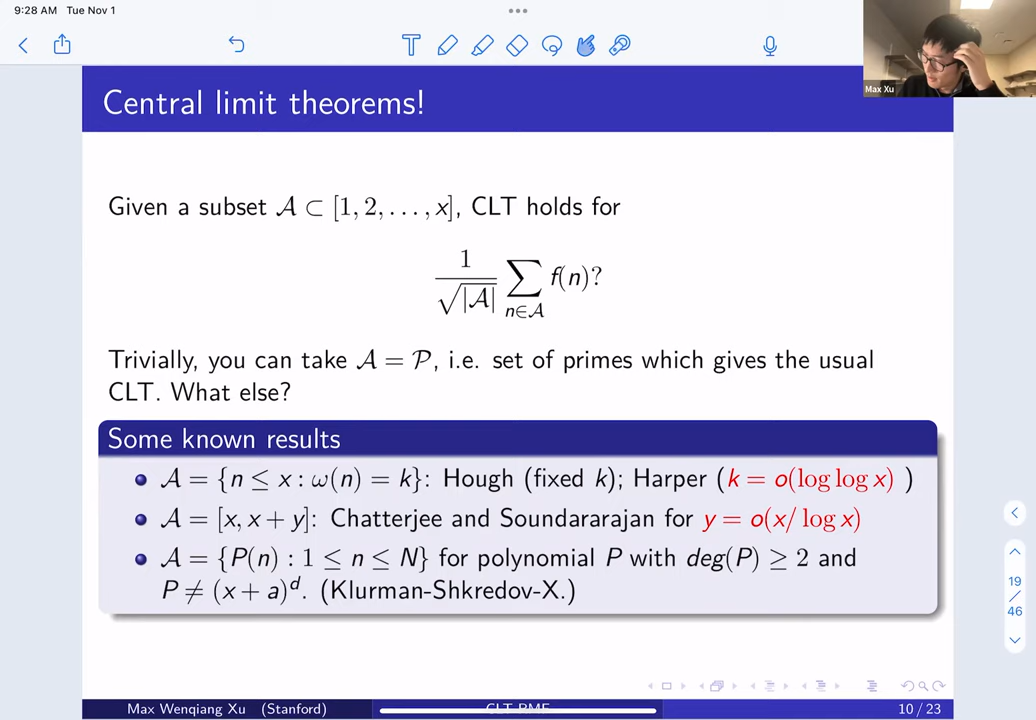 9:28 AM Tue Nov 1
Max Xu
Central limit theorems!
Given a subset 𝒜 ⊂ [1, 2, . . . , x], CLT holds for
1/√|𝒜| ∑_{n∈𝒜} f(n)?
Trivially, you can take 𝒜 = 𝒫, i.e. set of primes which gives the usual
CLT. What else?
Some known results
𝒜 = {n ≤ x : ω(n) = k}: Hough (fixed k); Harper (k = o(log log x) )
𝒜 = [x, x + y]: Chatterjee and Soundararajan for y = o(x/ log x)
𝒜 = {P(n) : 1 ≤ n ≤ N} for polynomial P with deg(P) ≥ 2 and
P ≠ (x + a)^d. (Klurman-Shkredov-X.)
19
/
46
Max Wenqiang Xu (Stanford) CLT RMF 10 / 23